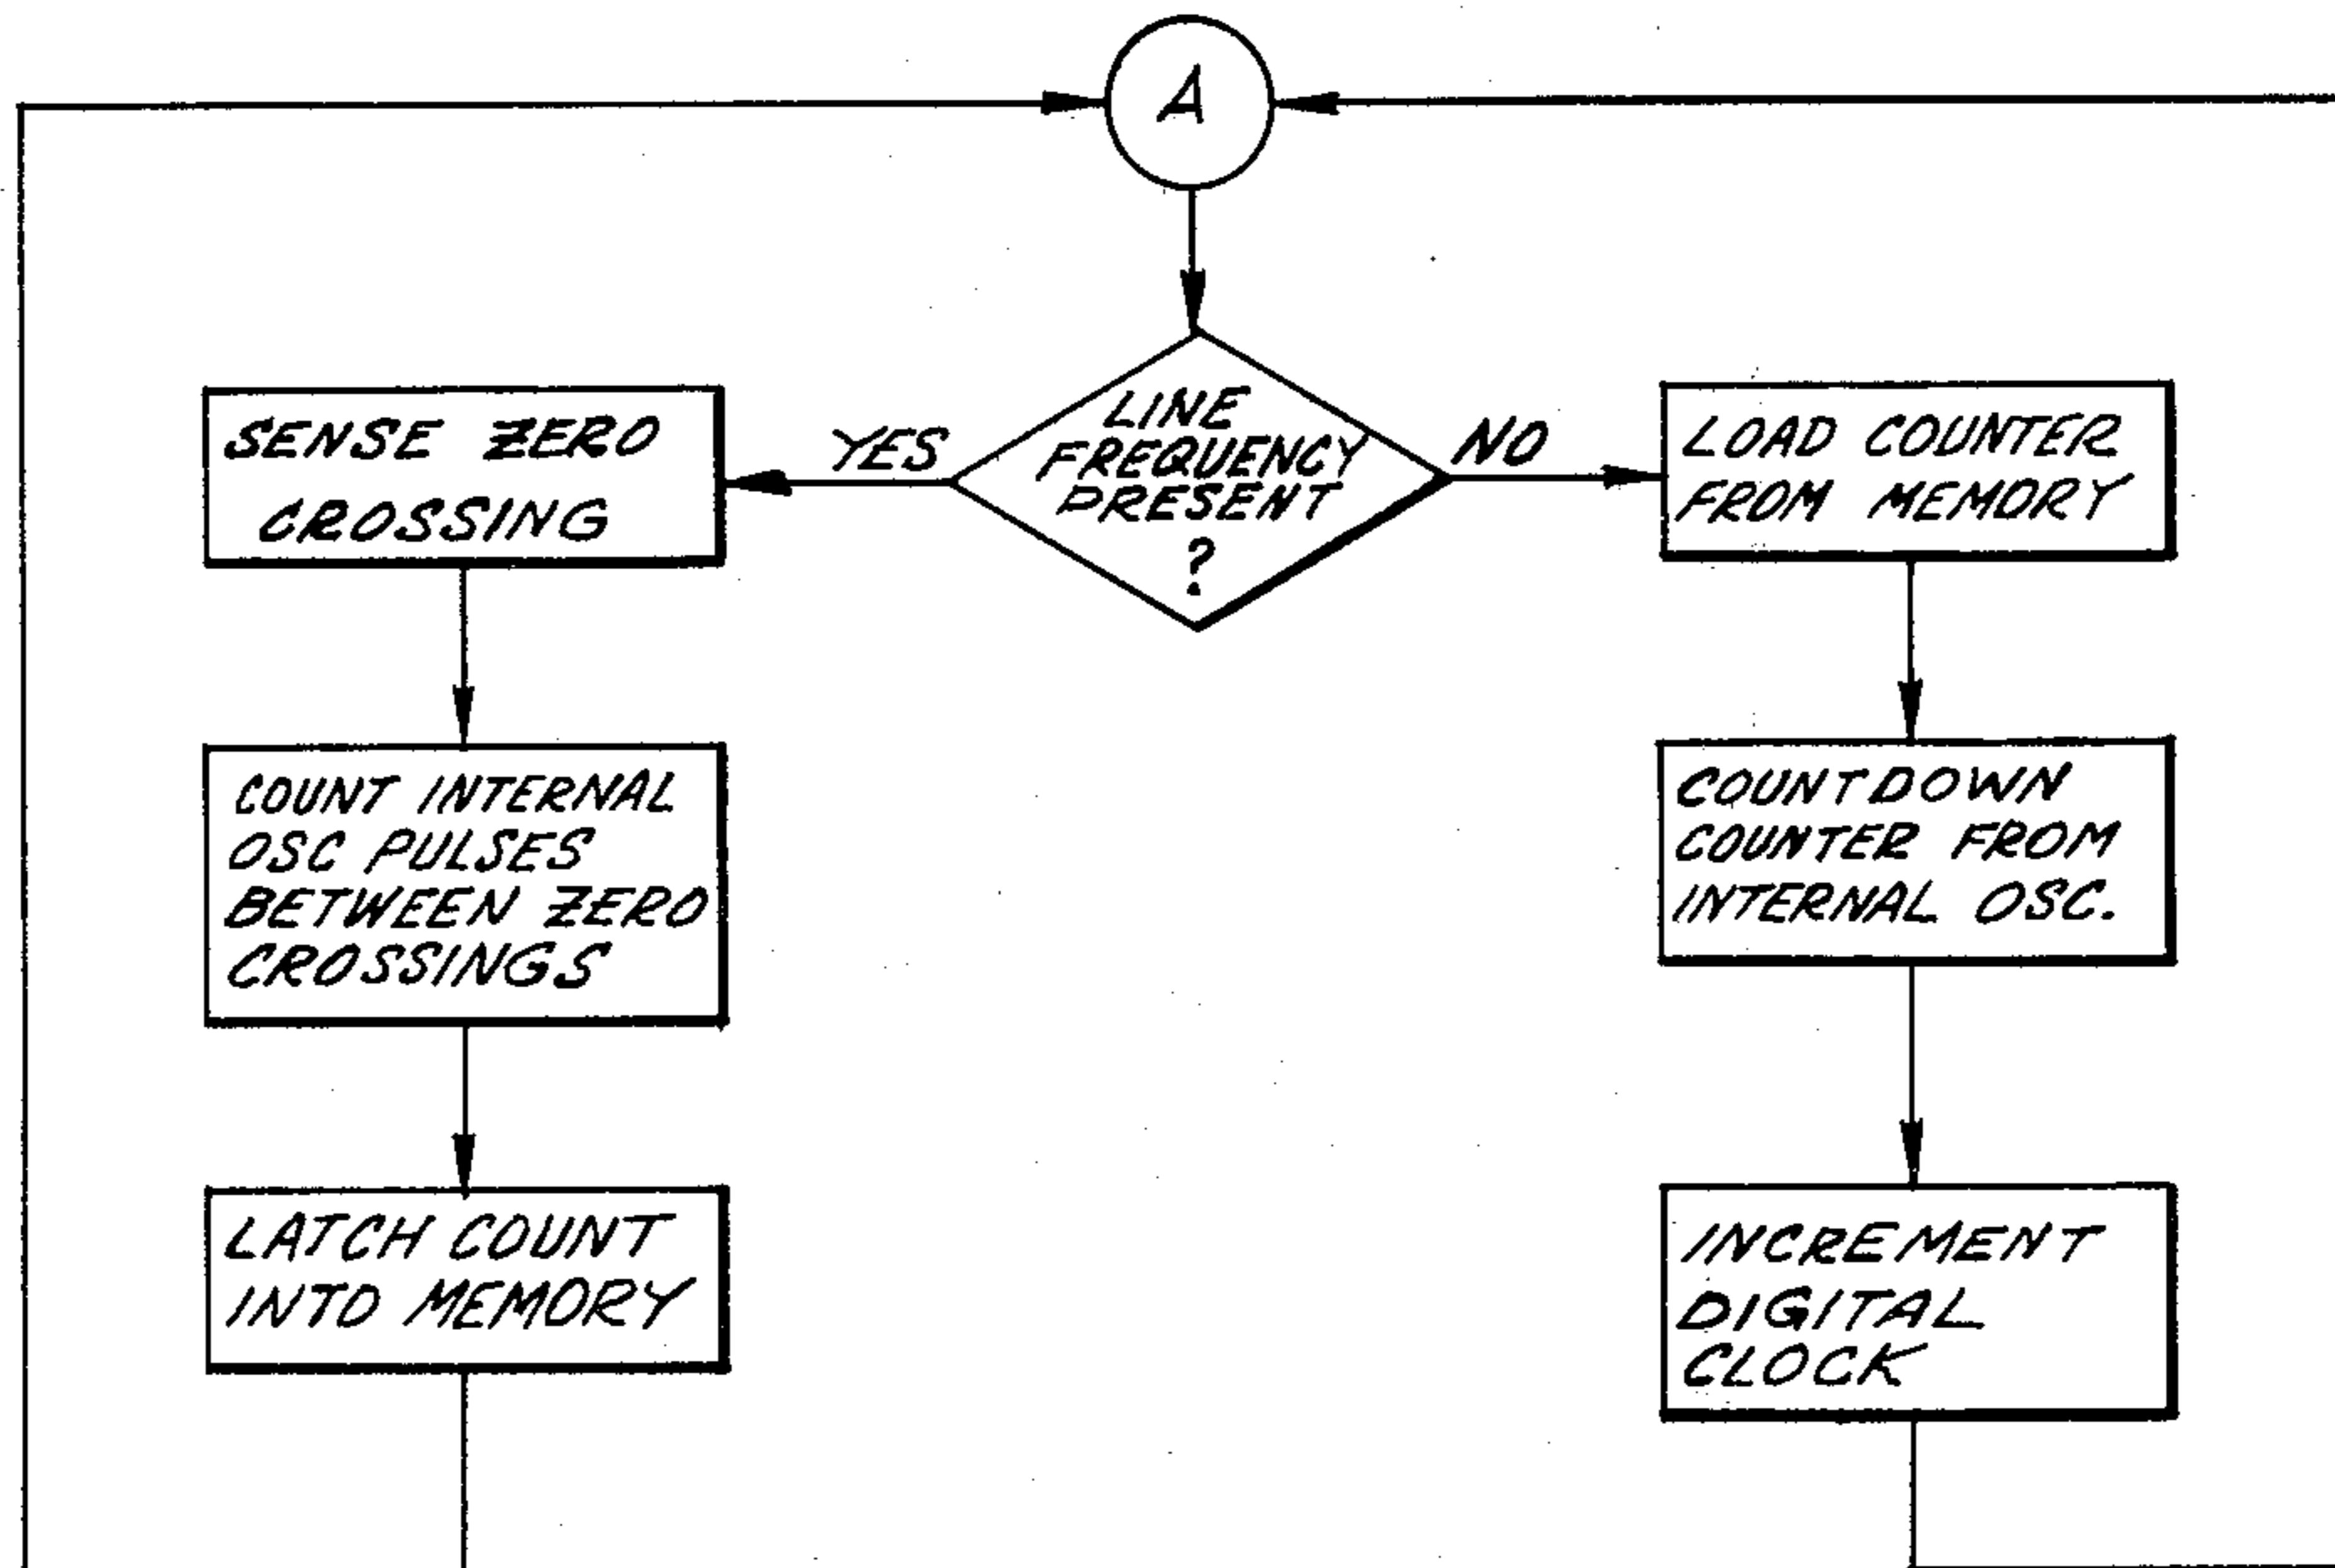 A
LINE
FREQUENCY
PRESENT
?
YES
NO
SENSE ZERO
CROSSING
COUNT INTERNAL
OSC PULSES
BETWEEN ZERO
CROSSINGS
LATCH COUNT
INTO MEMORY
LOAD COUNTER
FROM MEMORY
COUNTDOWN
COUNTER FROM
INTERNAL OSC.
INCREMENT
DIGITAL
CLOCK